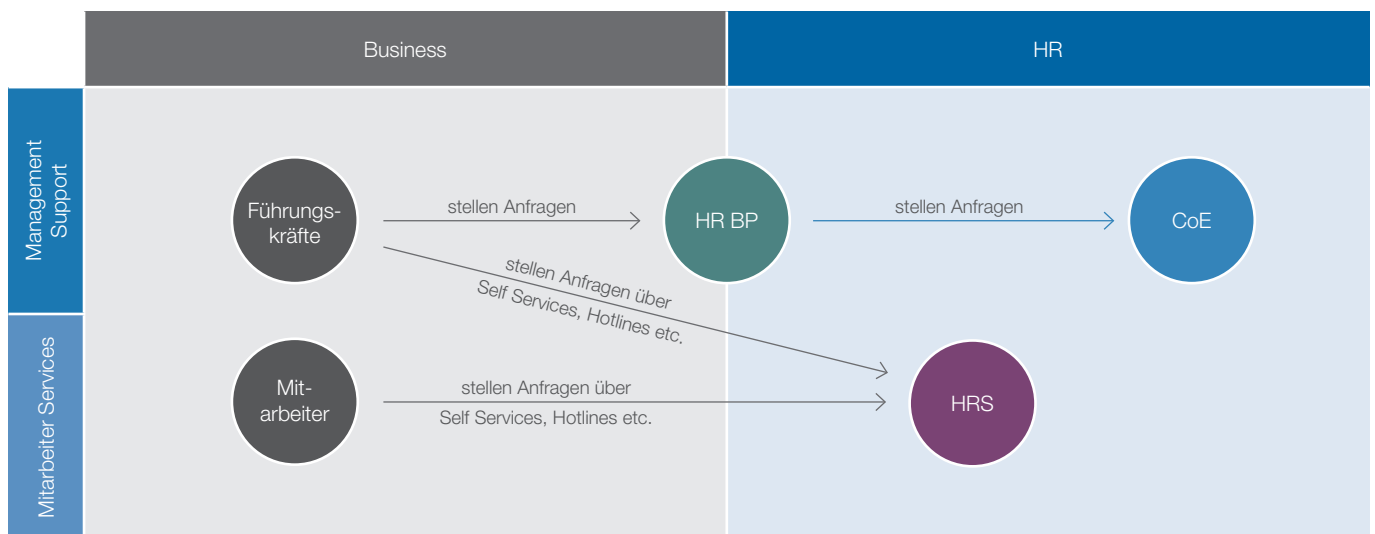 Business
HR
Management
Support
Führungs-
kräfte
stellen Anfragen
HR BP
stellen Anfragen
CoE
stellen Anfragen über
Self Services, Hotlines etc.
Mitarbeiter Services
Mit-
arbeiter
stellen Anfragen über
Self Services, Hotlines etc.
HRS